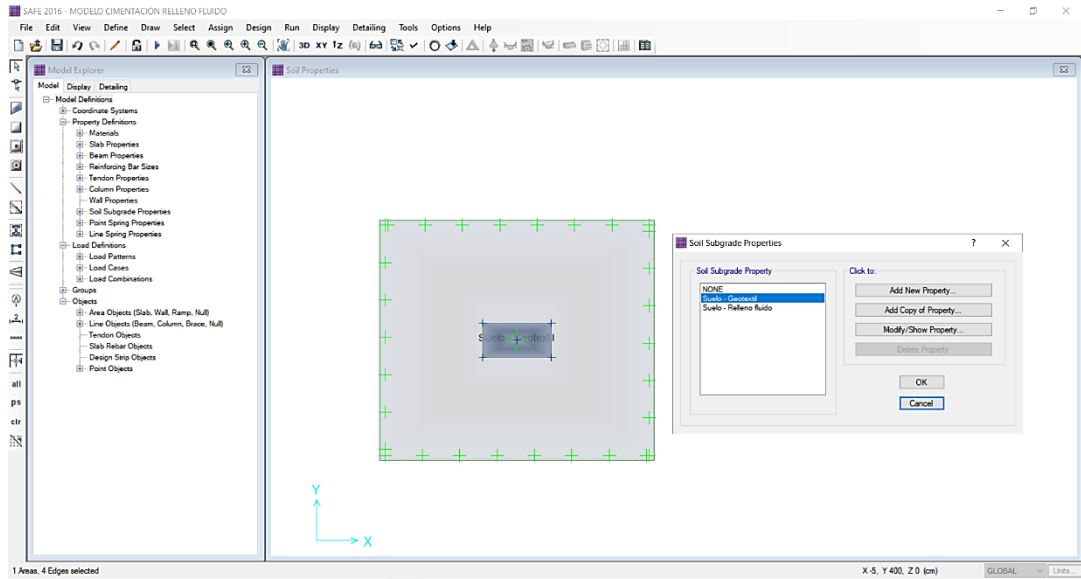 SAFE 2016 - MODELO CIMENTACIÓN RELLENO FLUIDO
File Edit View Define Draw Select Assign Design Run Display Detailing Tools Options Help
3D XY
Model Explorer
Model Display Detailing
Model Definitions
Coordinate Systems
Property Definitions
Materials
Slab Properties
Beam Properties
Reinforcing Bar Sizes
Tendon Properties
Column Properties
Wall Properties
Soil Subgrade Properties
Point Spring Properties
Line Spring Properties
Load Definitions
Load Patterns
Load Cases
Load Combinations
Groups
Objects
Area Objects (Slab, Wall, Ramp, Null)
Line Objects (Beam, Column, Brace, Null)
Tendon Objects
Slab Rebar Objects
Design Strip Objects
Point Objects
all
ps
clr
Soil Properties
Suelo - Geotextil
Y
X
Soil Subgrade Properties
? X
Soil Subgrade Property
NONE
Suelo - Geotextil
Suelo - Relleno fluido
Click to:
Add New Property...
Add Copy of Property...
Modify/Show Property...
Delete Property
OK
Cancel
1 Areas, 4 Edges selected
X -5, Y 400, Z 0 (cm)
GLOBAL
Units...